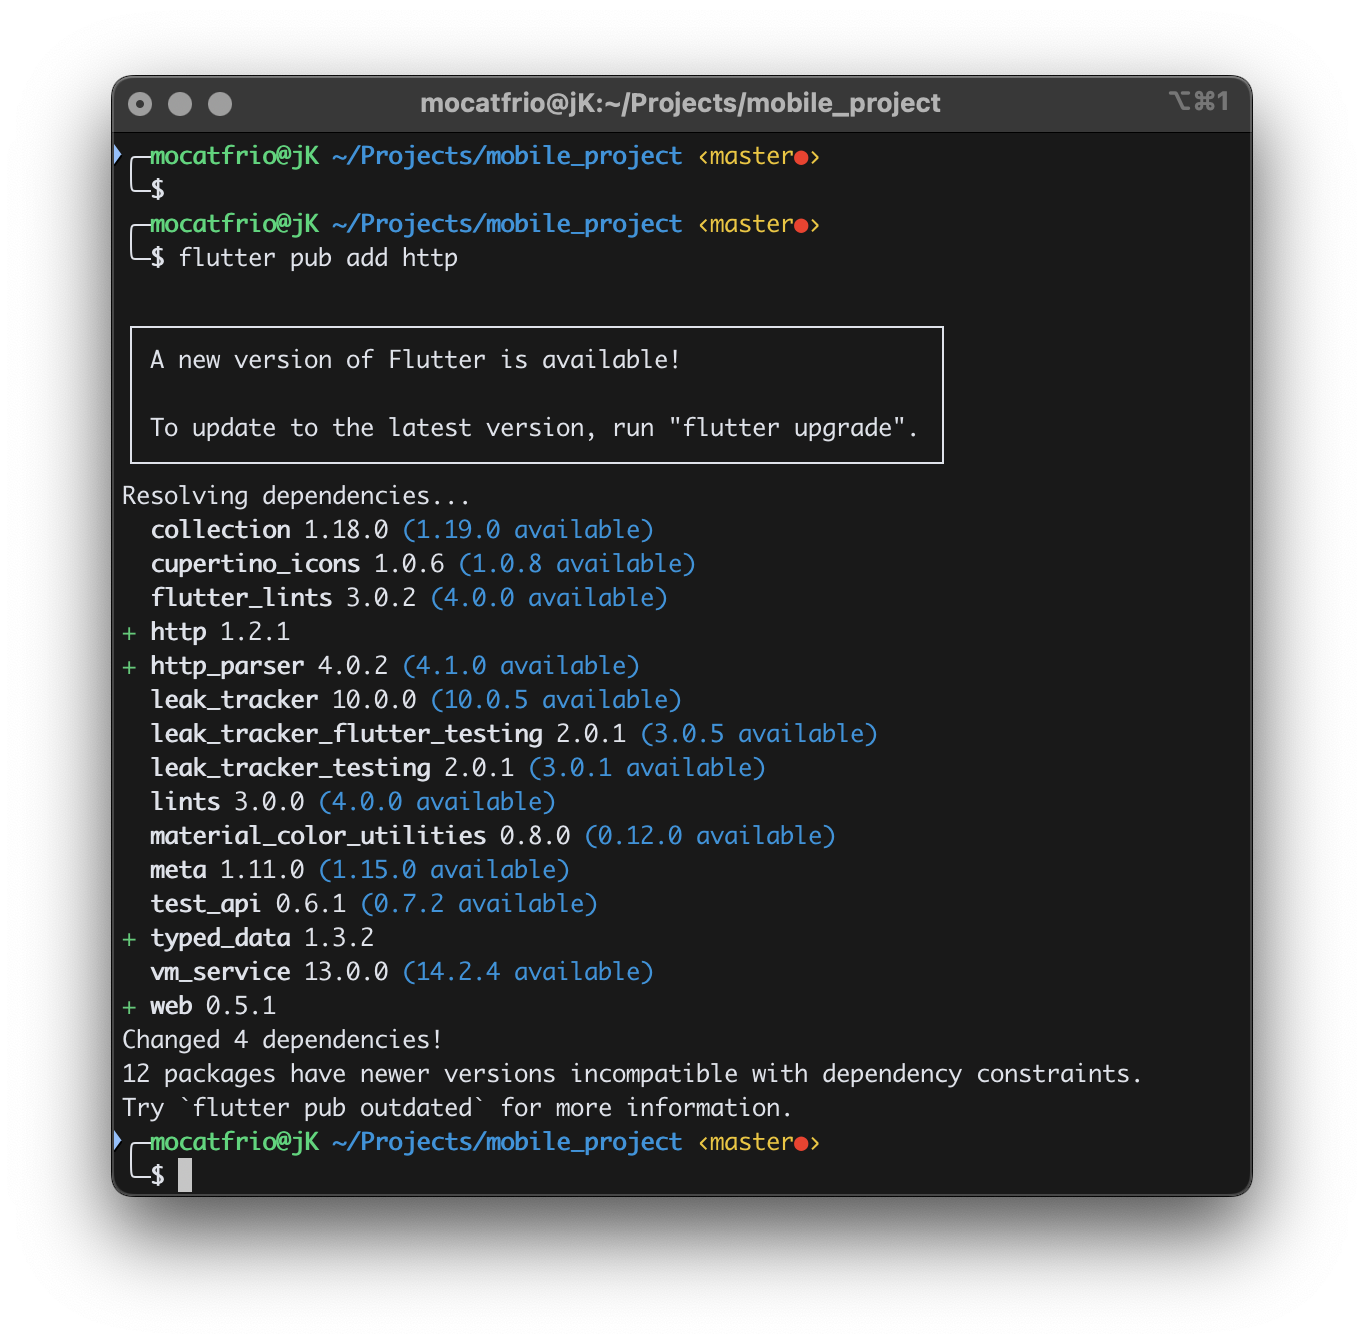 mocatfrio@jK:~/Projects/mobile_project ⌥⌘1
mocatfrio@jK ~/Projects/mobile_project ‹master●›
$
mocatfrio@jK ~/Projects/mobile_project ‹master●›
$ flutter pub add http
A new version of Flutter is available!
To update to the latest version, run "flutter upgrade".
Resolving dependencies...
collection 1.18.0 (1.19.0 available)
cupertino_icons 1.0.6 (1.0.8 available)
flutter_lints 3.0.2 (4.0.0 available)
+ http 1.2.1
+ http_parser 4.0.2 (4.1.0 available)
leak_tracker 10.0.0 (10.0.5 available)
leak_tracker_flutter_testing 2.0.1 (3.0.5 available)
leak_tracker_testing 2.0.1 (3.0.1 available)
lints 3.0.0 (4.0.0 available)
material_color_utilities 0.8.0 (0.12.0 available)
meta 1.11.0 (1.15.0 available)
test_api 0.6.1 (0.7.2 available)
+ typed_data 1.3.2
vm_service 13.0.0 (14.2.4 available)
+ web 0.5.1
Changed 4 dependencies!
12 packages have newer versions incompatible with dependency constraints.
Try `flutter pub outdated` for more information.
mocatfrio@jK ~/Projects/mobile_project ‹master●›
$